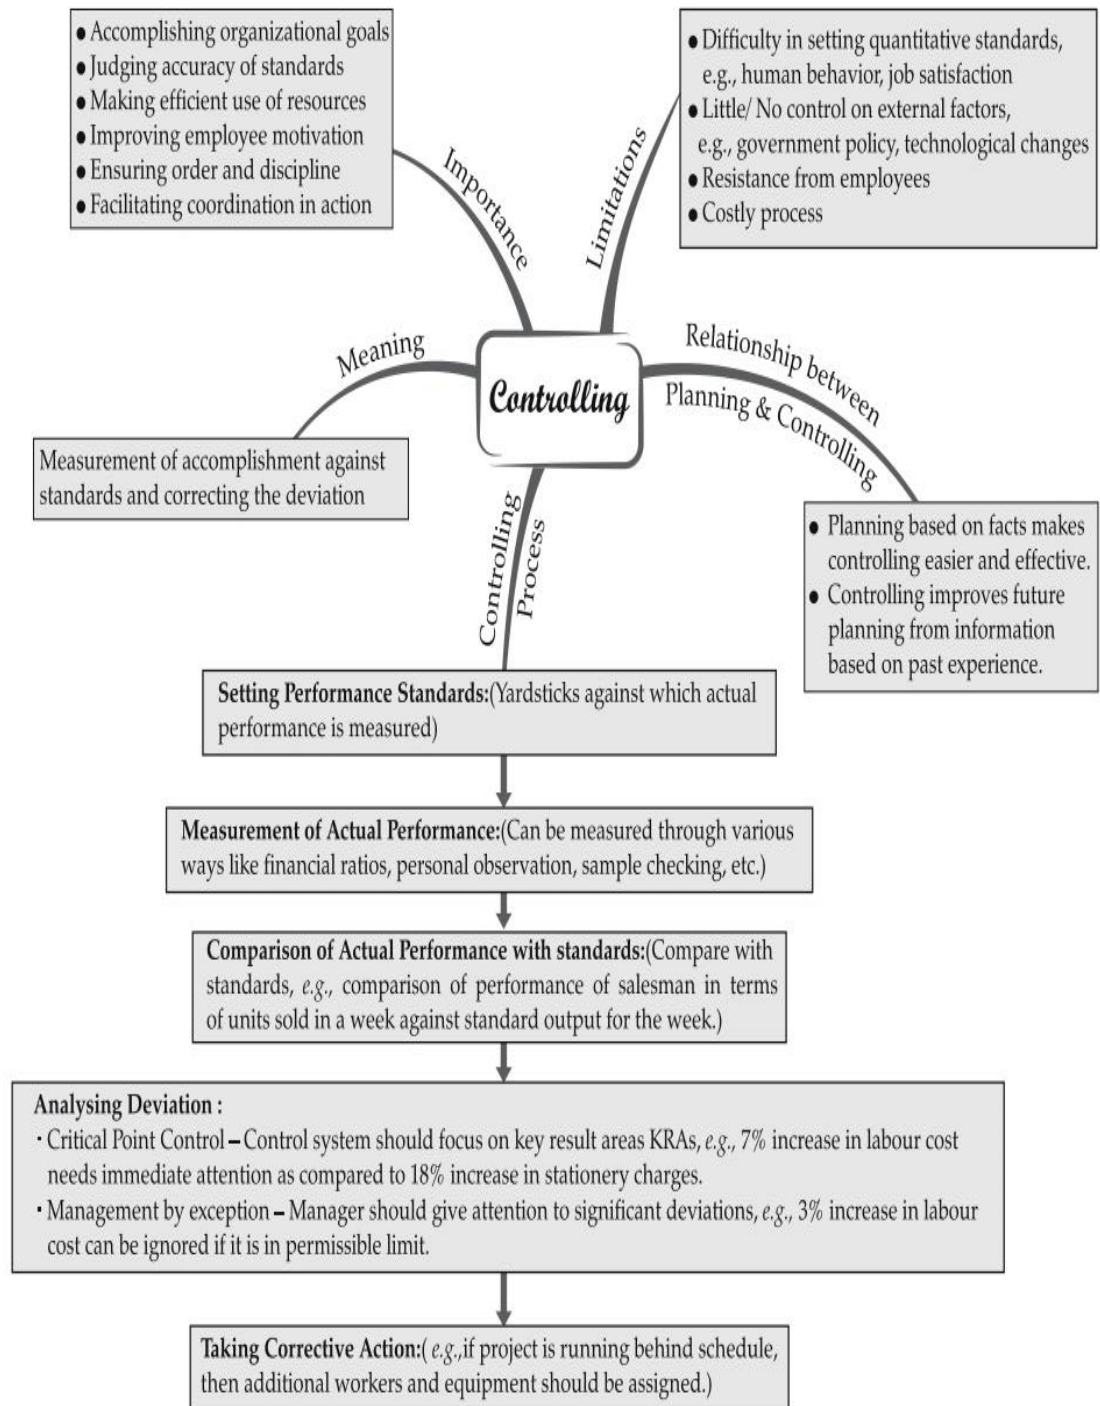 ● Accomplishing organizational goals
● Judging accuracy of standards
● Making efficient use of resources
● Improving employee motivation
● Ensuring order and discipline
● Facilitating coordination in action
Importance
● Difficulty in setting quantitative standards,
e.g., human behavior, job satisfaction
● Little/ No control on external factors,
e.g., government policy, technological changes
● Resistance from employees
● Costly process
Limitations
Meaning
Measurement of accomplishment against
standards and correcting the deviation
Controlling
Relationship between
Planning & Controlling
● Planning based on facts makes
controlling easier and effective.
● Controlling improves future
planning from information
based on past experience.
Controlling
Process
Setting Performance Standards:(Yardsticks against which actual
performance is measured)
Measurement of Actual Performance:(Can be measured through various
ways like financial ratios, personal observation, sample checking, etc.)
Comparison of Actual Performance with standards:(Compare with
standards, e.g., comparison of performance of salesman in terms
of units sold in a week against standard output for the week.)
Analysing Deviation :
· Critical Point Control – Control system should focus on key result areas KRAs, e.g., 7% increase in labour cost
needs immediate attention as compared to 18% increase in stationery charges.
· Management by exception – Manager should give attention to significant deviations, e.g., 3% increase in labour
cost can be ignored if it is in permissible limit.
Taking Corrective Action:( e.g.,if project is running behind schedule,
then additional workers and equipment should be assigned.)